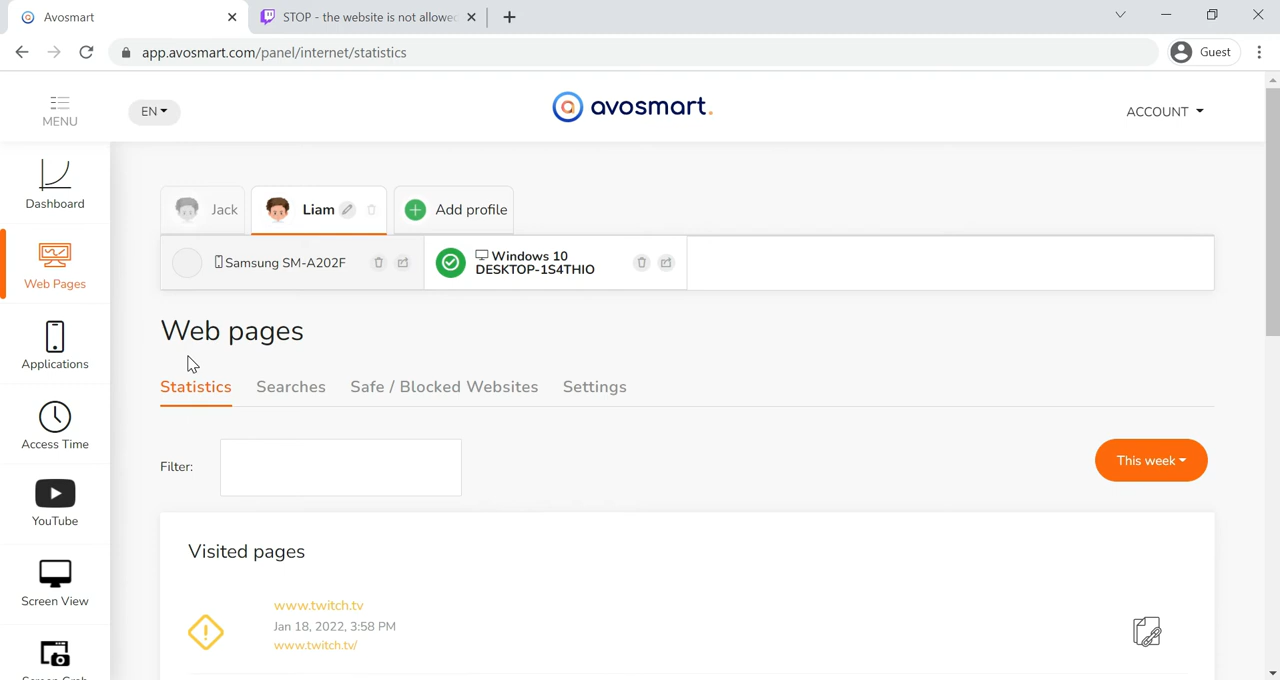 Avosmart
STOP - the website is not allowe
app.avosmart.com/panel/internet/statistics
Guest
MENU
EN
avosmart.
ACCOUNT
Dashboard
Web Pages
Applications
Access Time
YouTube
Screen View
Screen Grab
Jack
Liam
Add profile
Samsung SM-A202F
Windows 10
DESKTOP-1S4THIO
Web pages
Statistics
Searches
Safe / Blocked Websites
Settings
Filter:
This week
Visited pages
www.twitch.tv
Jan 18, 2022, 3:58 PM
www.twitch.tv/